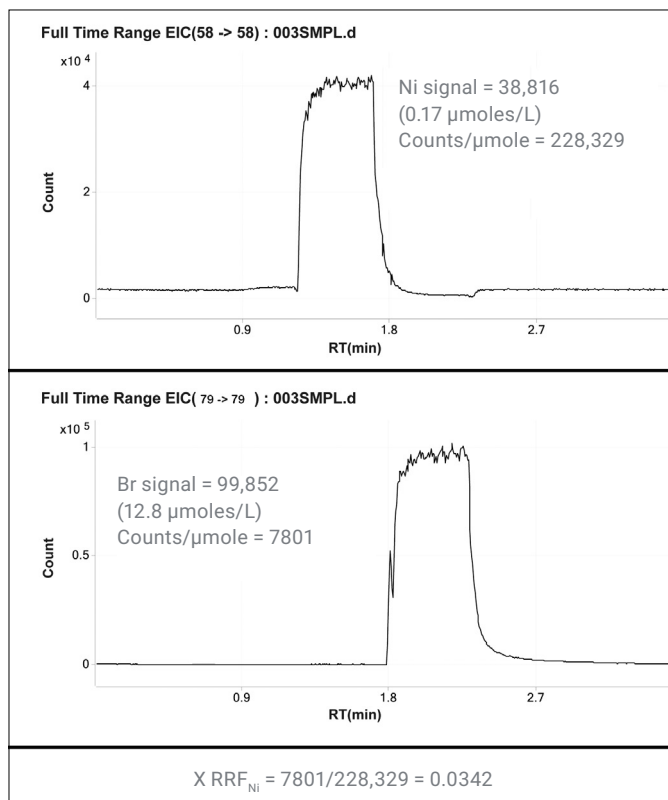 Full Time Range EIC(58 -> 58) : 003SMPL.d
x10 4
Ni signal = 38,816
(0.17 µmoles/L)
Counts/µmole = 228,329
4
2
0
Count
0.9 1.8 2.7
RT(min)
Full Time Range EIC( 79 -> 79 ) : 003SMPL.d
x10 5
Br signal = 99,852
(12.8 µmoles/L)
Counts/µmole = 7801
1
0.5
0
Count
0.9 1.8 2.7
RT(min)
X RRFNi = 7801/228,329 = 0.0342